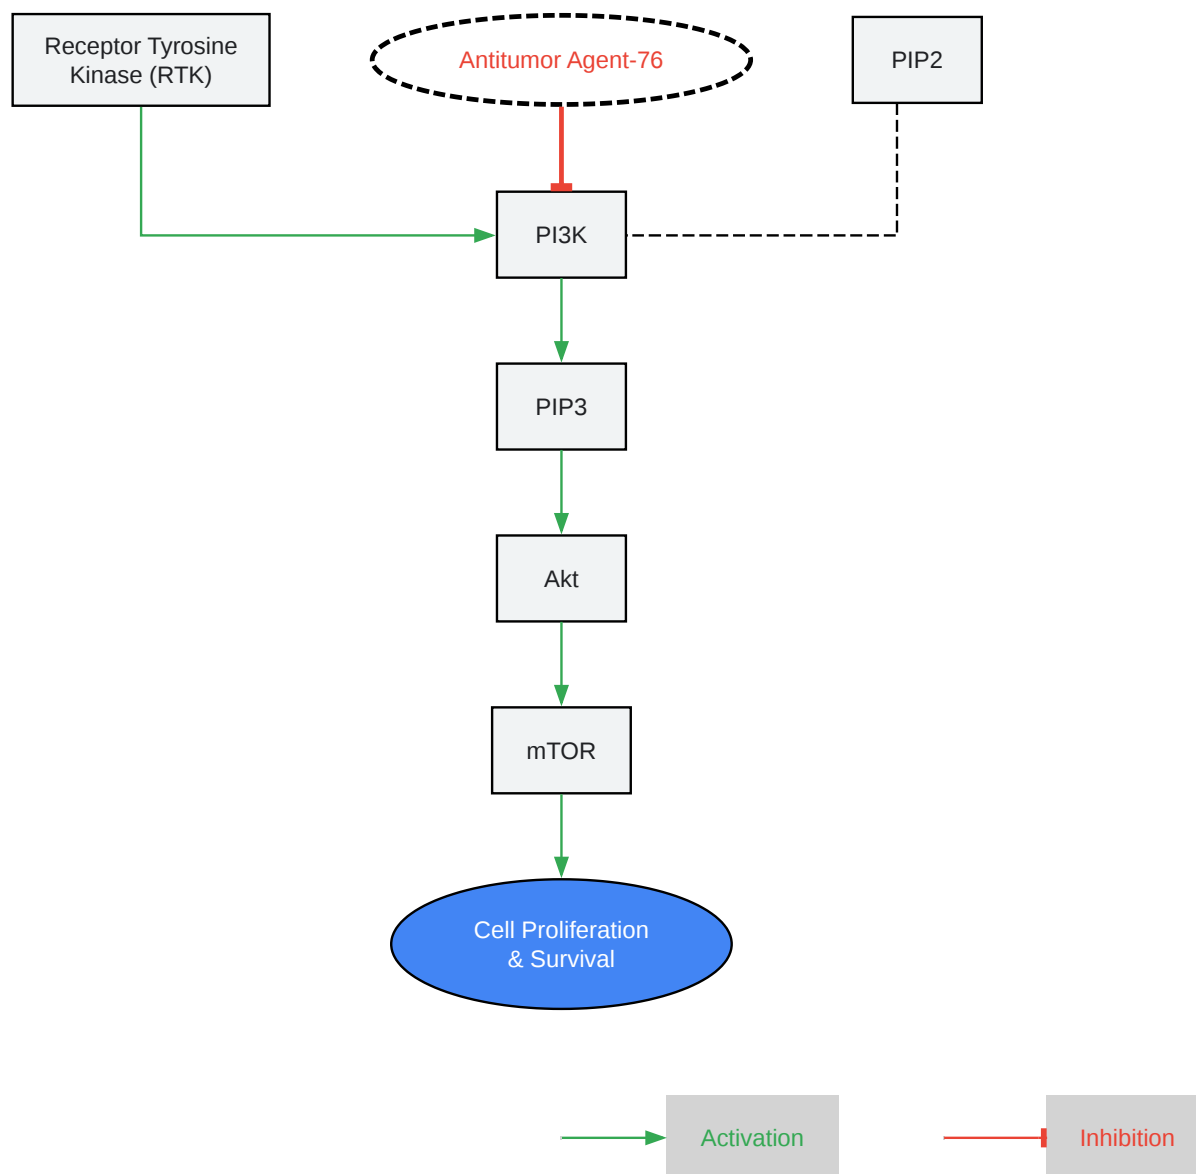 Receptor Tyrosine
Kinase (RTK)
Antitumor Agent-76
PIP2
PI3K
PIP3
Akt
mTOR
Cell Proliferation
& Survival
Activation
Inhibition